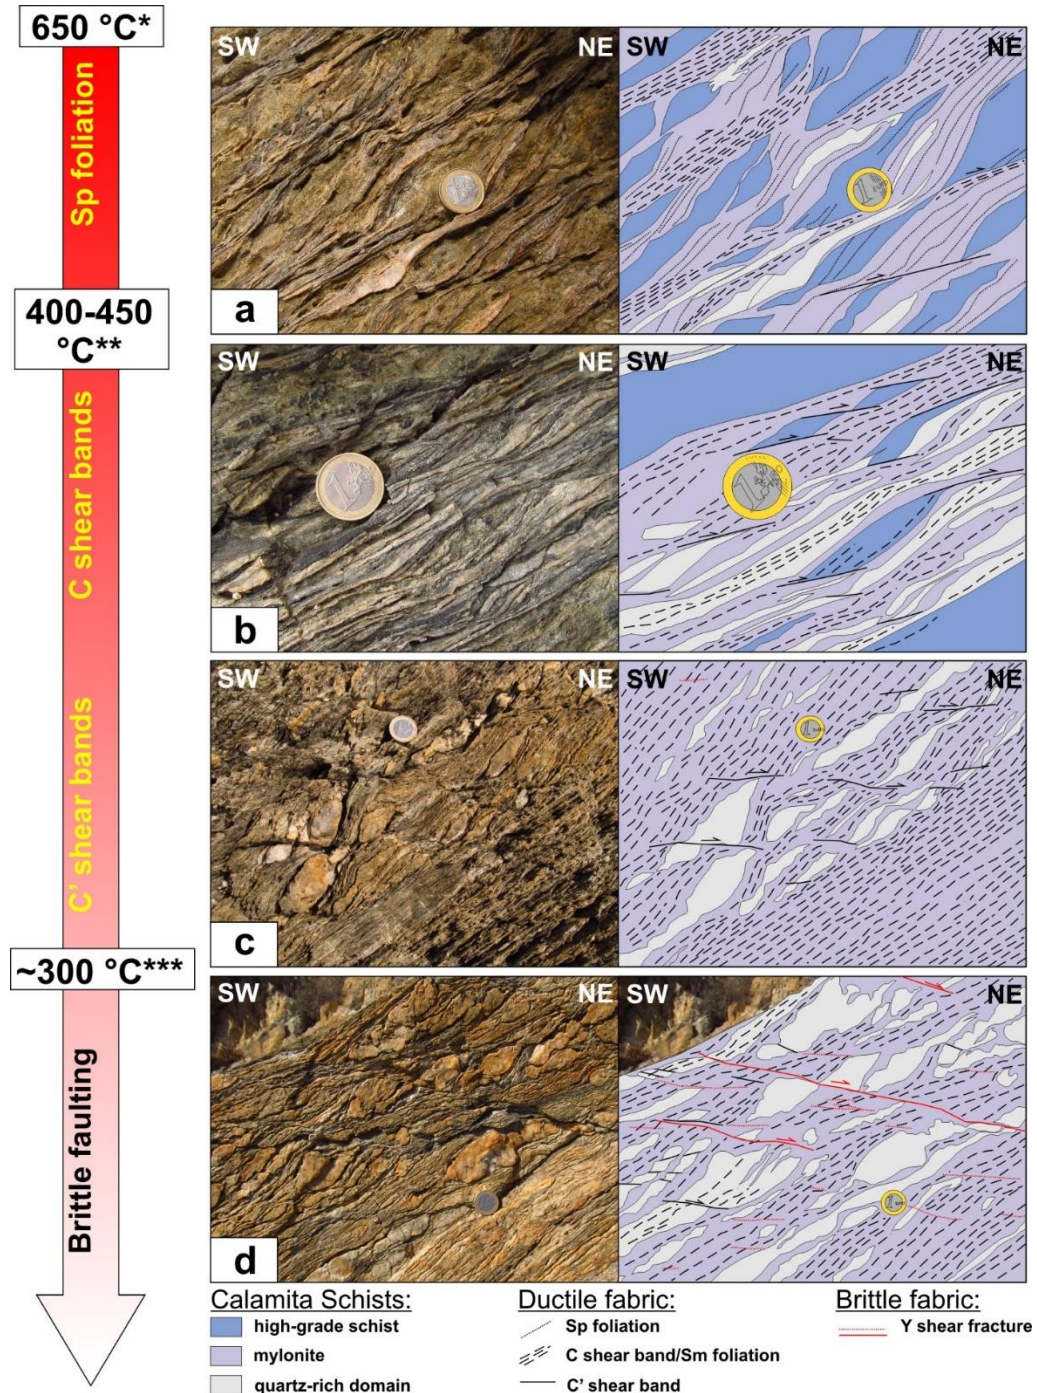 650 °C*
Sp foliation
400-450
°C**
C shear bands
C' shear bands
~300 °C***
Brittle faulting
SW NE SW NE
a
SW NE SW NE
b
SW NE SW NE
c
SW NE SW NE
d
Calamita Schists:
high-grade schist
mylonite
quartz-rich domain
Ductile fabric:
Sp foliation
C shear band/Sm foliation
C' shear band
Brittle fabric:
Y shear fracture